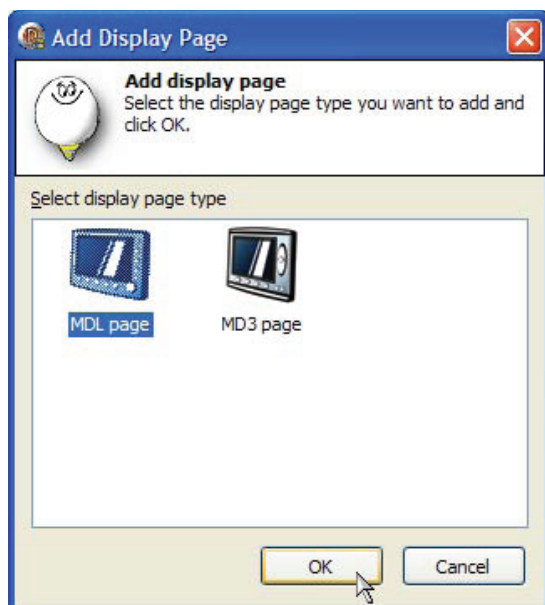 Add Display Page
Add display page
Select the display page type you want to add and
click OK.
Select display page type
MDL page
MD3 page
OK
Cancel